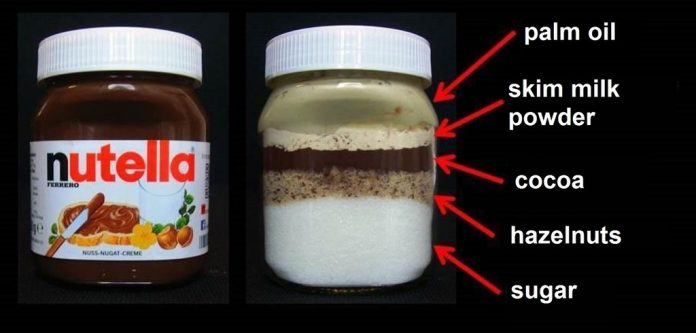 nutella
FERRERO
NUSS-NUGAT-CREME
palm oil
skim milk
powder
cocoa
hazelnuts
sugar